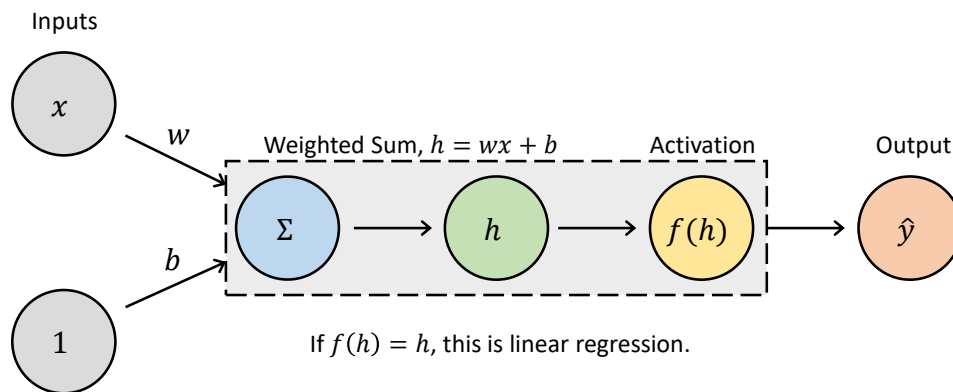 Inputs
x
w
Weighted Sum, h = wx + b
Activation
Output
Σ
h
f(h)
ŷ
b
1
If f(h) = h, this is linear regression.